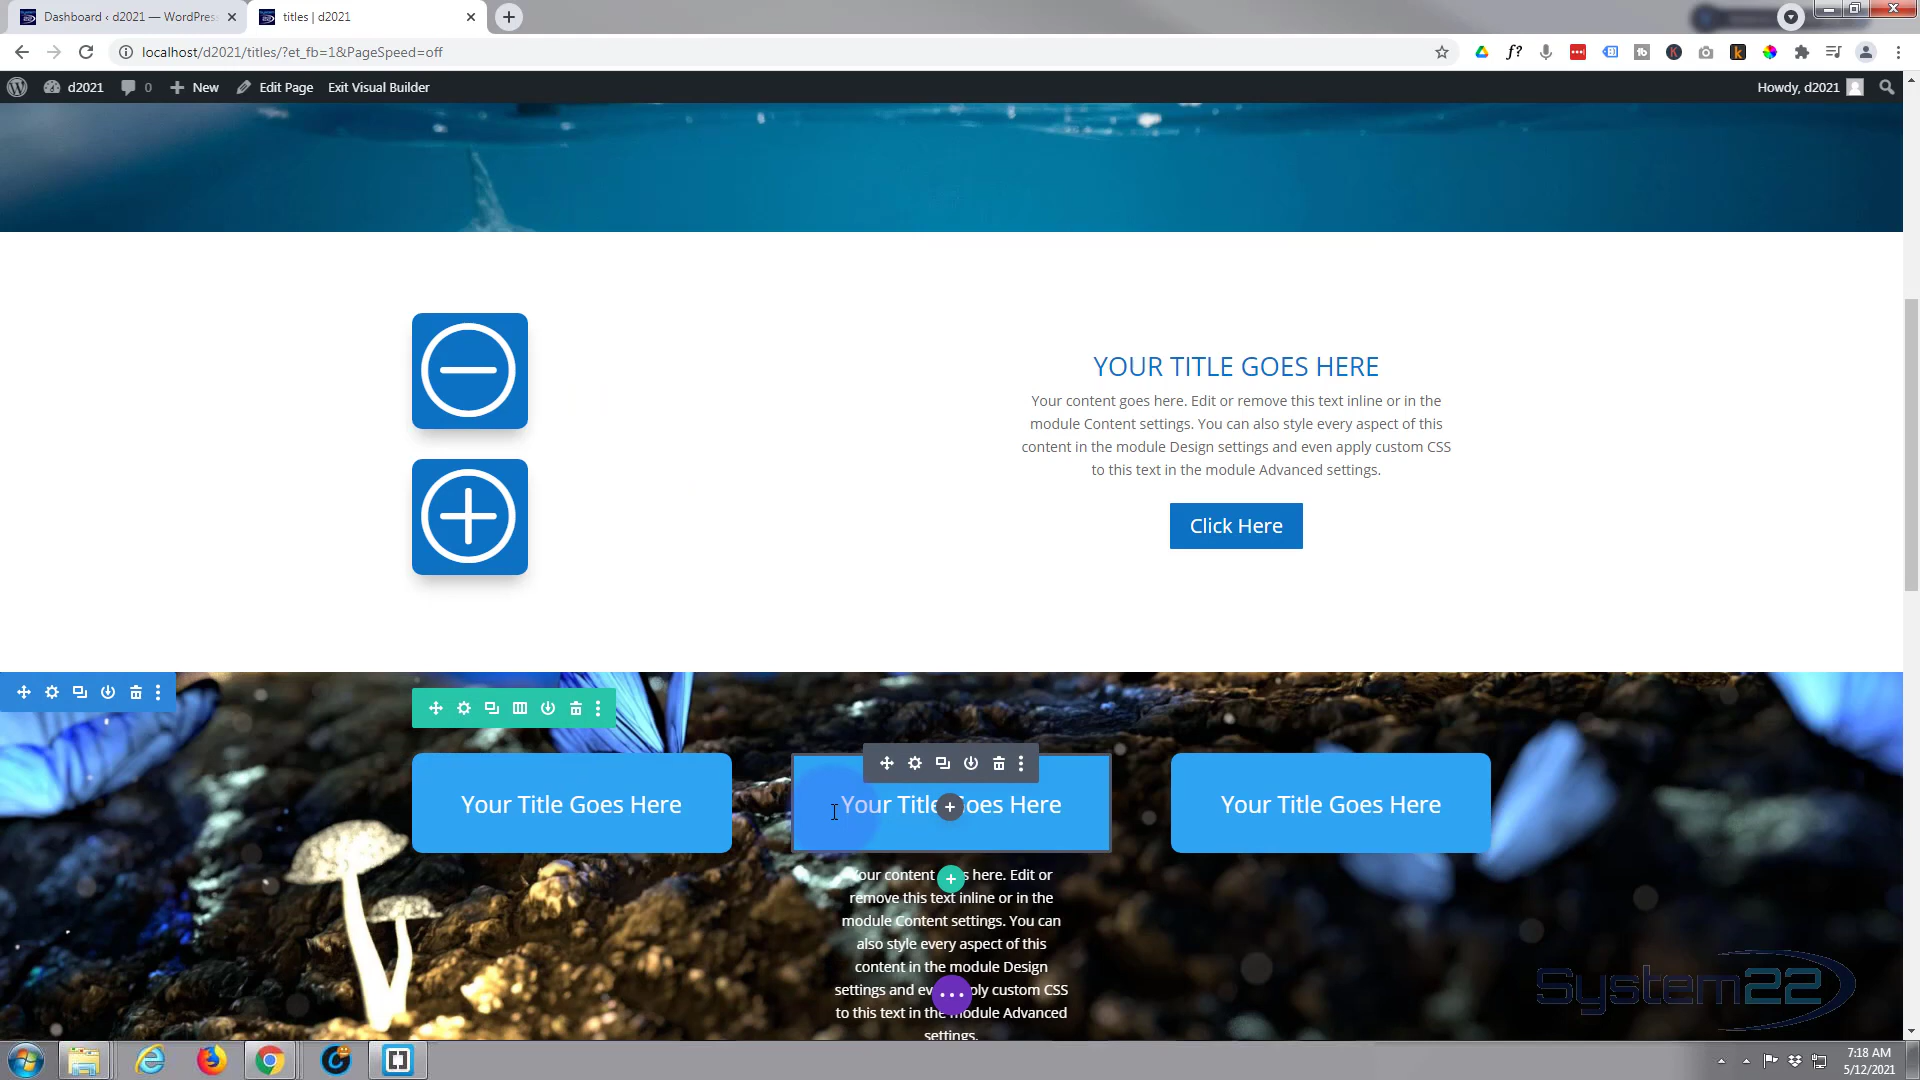 Dashboard ‹ d2021 — WordPress
titles | d2021
localhost/d2021/titles/?et_fb=1&PageSpeed=off
d2021
0
New
Edit Page
Exit Visual Builder
Howdy, d2021
YOUR TITLE GOES HERE
Your content goes here. Edit or remove this text inline or in the
module Content settings. You can also style every aspect of this
content in the module Design settings and even apply custom CSS
to this text in the module Advanced settings.
Click Here
Your Title Goes Here
Your Title Goes Here
Your Title Goes Here
Your content goes here. Edit or
remove this text inline or in the
module Content settings. You can
also style every aspect of this
content in the module Design
settings and even apply custom CSS
to this text in the module Advanced
settings.
System22
7:18 AM
5/12/2021